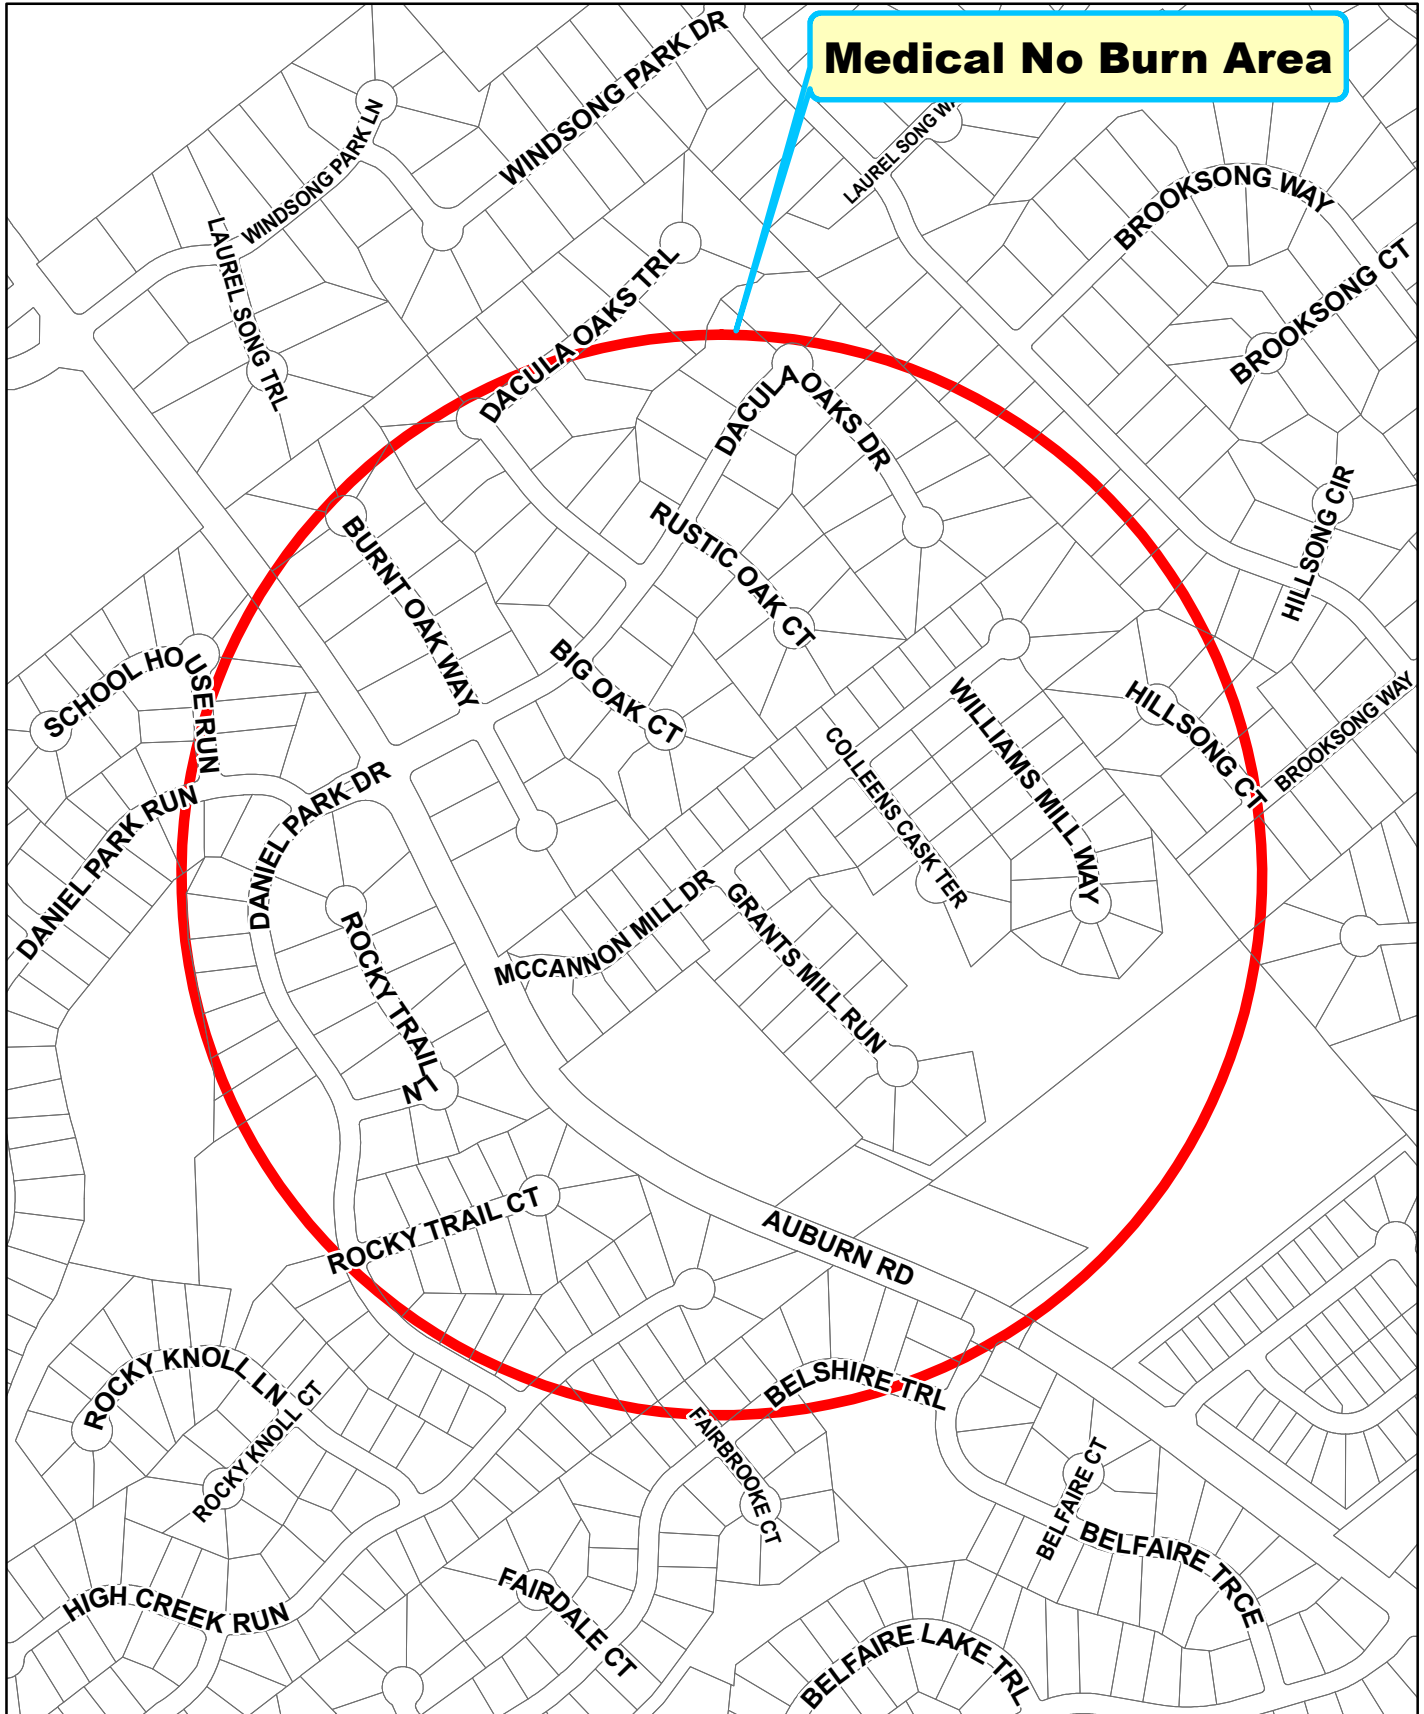 Medical No Burn Area
WINDSONG PARK DR
WINDSONG PARK LN
LAUREL SONG WA
BROOKSONG WAY
BROOKSONG CT
LAUREL SONG TRL
DACULA OAKS TRL
DACULA OAKS DR
HILLSONG CIR
RUSTIC OAK CT
BURNT OAK WAY
BIG OAK CT
SCHOOL HOUSE RUN
WILLIAMS MILL WAY
HILLSONG CT
BROOKSONG WAY
COLLEENS CASK TER
DANIEL PARK DR
DANIEL PARK RUN
MCCANNON MILL DR
GRANTS MILL RUN
ROCKY TRAIL LN
ROCKY TRAIL CT
AUBURN RD
BELSHIRE TRL
ROCKY KNOLL LN
ROCKY KNOLL CT
FAIRBROOKE CT
BELFAIRE CT
BELFAIRE TRCE
HIGH CREEK RUN
FAIRDALE CT
BELFAIRE LAKE TRL